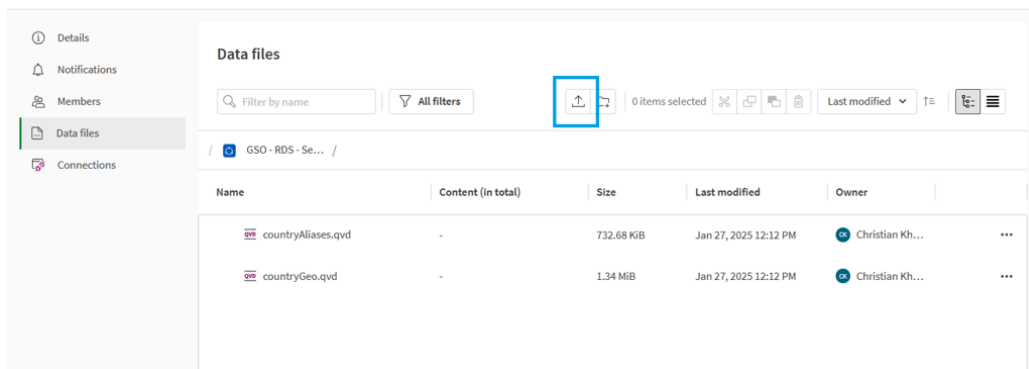 Details
Notifications
Members
Data files
Connections
Data files
Filter by name
All filters
0 items selected
Last modified
/ GSO - RDS - Se... /
Name Content (in total) Size Last modified Owner
QVD countryAliases.qvd - 732.68 KiB Jan 27, 2025 12:12 PM CK Christian Kh... ...
QVD countryGeo.qvd - 1.34 MiB Jan 27, 2025 12:12 PM CK Christian Kh... ...